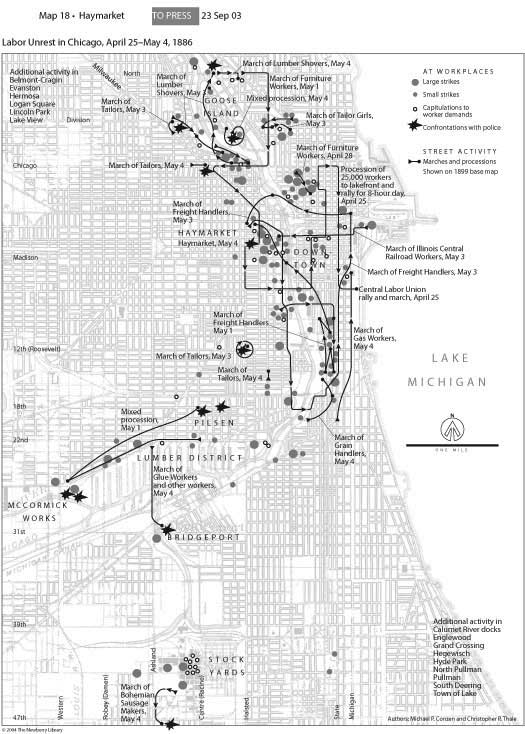 Map 18 • Haymarket TO PRESS 23 Sep 03
Labor Unrest in Chicago, April 25–May 4, 1886
Additional activity in
Belmont-Cragin
Evanston
Hermosa
Logan Square
Lincoln Park
Lake View
Milwaukee
North
Division
Chicago
Madison
12th (Roosevelt)
18th
22nd
31st
39th
47th
March of Lumber Shovers, May 4
March of
Lumber
Shovers, May
March of Furniture
Workers, May 1
Mixed procession, May 4
GOOSE
ISLAND
March of
Tailors, May 3
March of Tailor Girls,
May 3
March of Furniture
Workers, April 28
March of Tailors, May 4
Procession of
25,000 workers
to lakefront and
rally for 8-hour day,
April 25
March of
Freight Handlers,
May 3
HAYMARKET
Haymarket, May 4
DOWN
TOWN
March of Illinois Central
Railroad Workers, May 3
March of Freight Handlers, May 3
Central Labor Union
rally and march, April 25
March of
Freight Handlers
May 1
March of
Gas Workers,
May 4
March of Tailors, May 3
March of
Tailors, May 4
LAKE
MICHIGAN
Mixed
procession,
May 1
PILSEN
LUMBER DISTRICT
March of
Grain
Handlers,
May 4
March of
Glue Workers
and other workers,
May 4
MCCORMICK
WORKS
BRIDGEPORT
STOCK
YARDS
March of
Bohemian
Sausage
Makers,
May 4
Western
Robey (Damen)
Ashland
Centre (Racine)
Halsted
State
Michigan
AT WORKPLACES
Large strikes
Small strikes
Capitulations to
worker demands
Confrontations with police
STREET ACTIVITY
Marches and processions
Shown on 1899 base map
N
ONE MILE
Additional activity in
Calumet River docks
Englewood
Grand Crossing
Hegewisch
Hyde Park
North Pullman
Pullman
South Deering
Town of Lake
© 2004 The Newberry Library
Authors: Michael P. Conzen and Christopher P. Thale